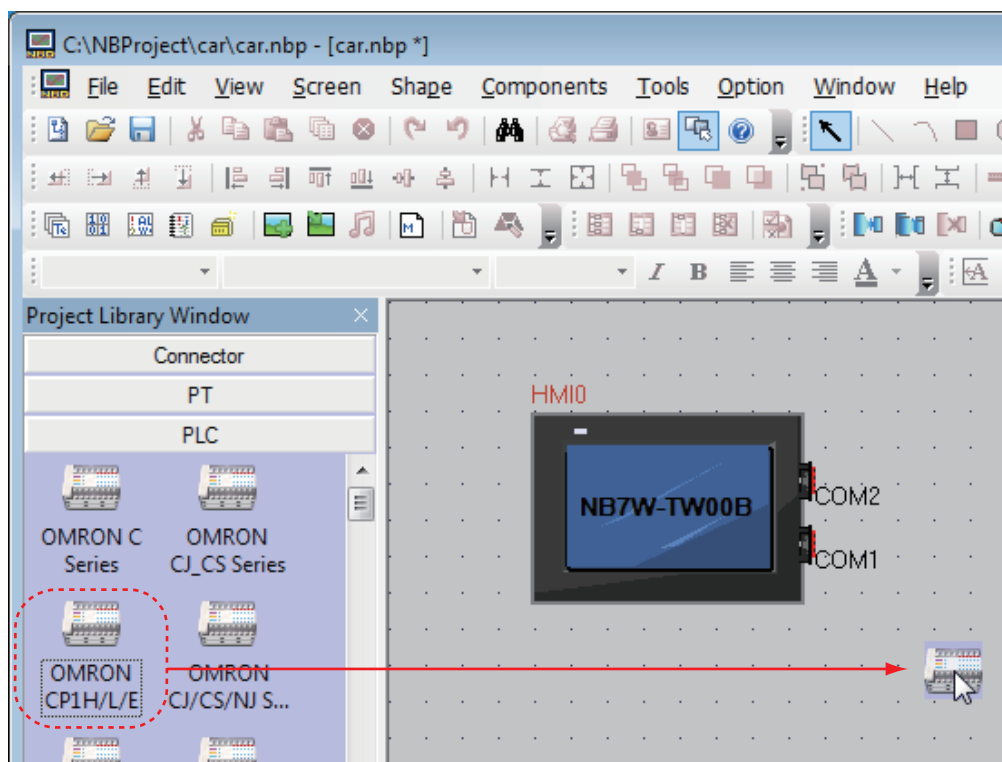 C:\NBProject\car\car.nbp - [car.nbp *]
File Edit View Screen Shape Components Tools Option Window Help
I B A A
Project Library Window
Connector
PT
PLC
OMRON C
Series
OMRON
CJ_CS Series
OMRON
CP1H/L/E
OMRON
CJ/CS/NJ S...
HMI0
NB7W-TW00B
COM2
COM1